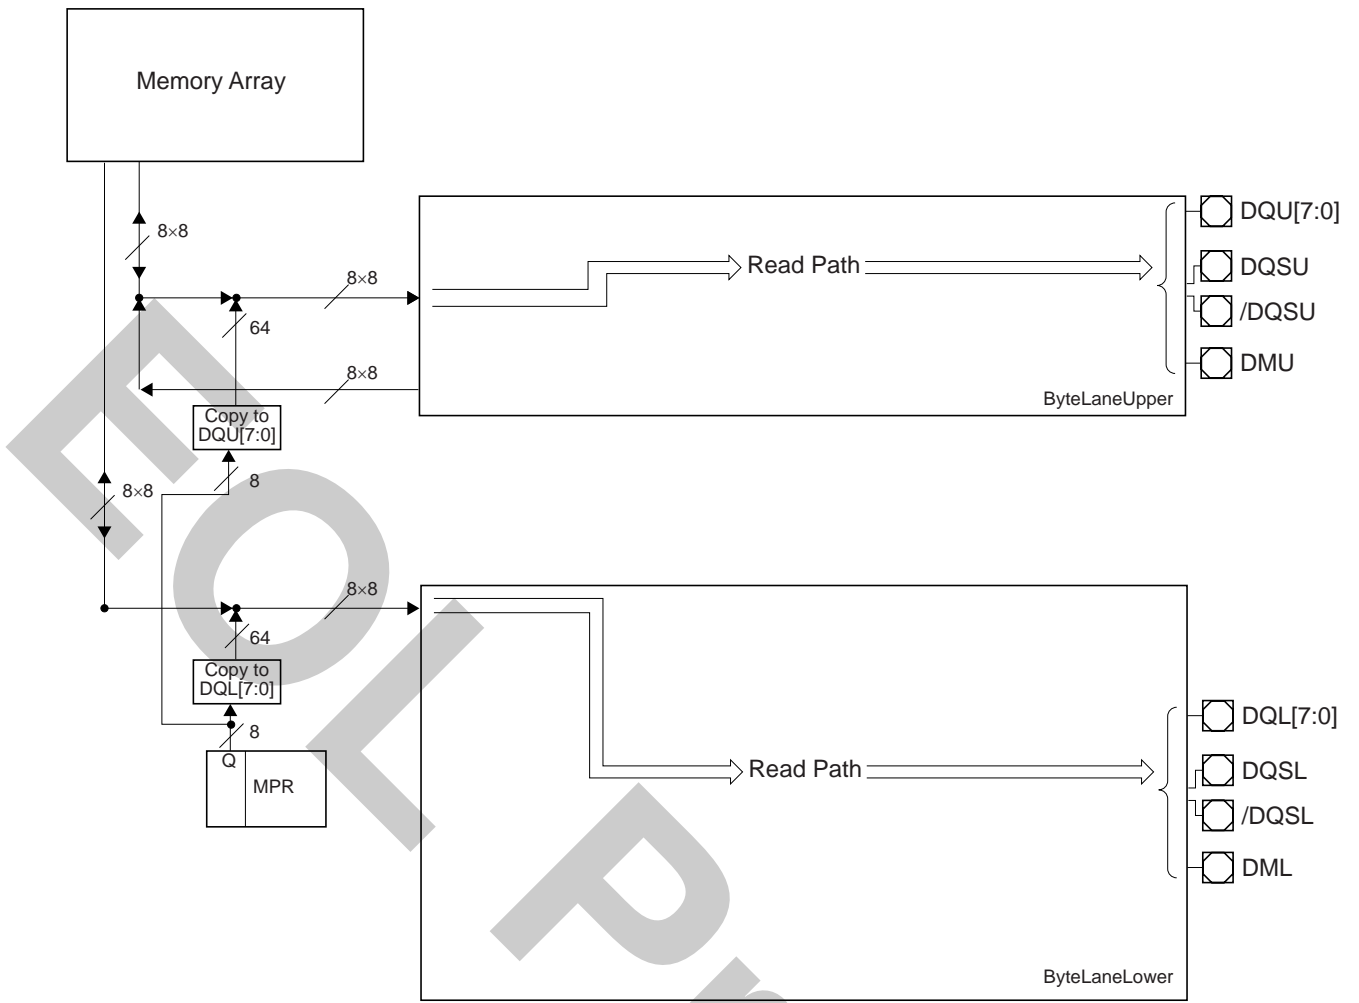 Memory Array
8×8
DQU[7:0]
8×8
Read Path
DQSU
64
/DQSU
8×8
DMU
ByteLaneUpper
Copy to
DQU[7:0]
8
8×8
8×8
64
Copy to
DQL[7:0]
DQL[7:0]
8
Q
MPR
Read Path
DQSL
/DQSL
DML
ByteLaneLower
EOL Pr